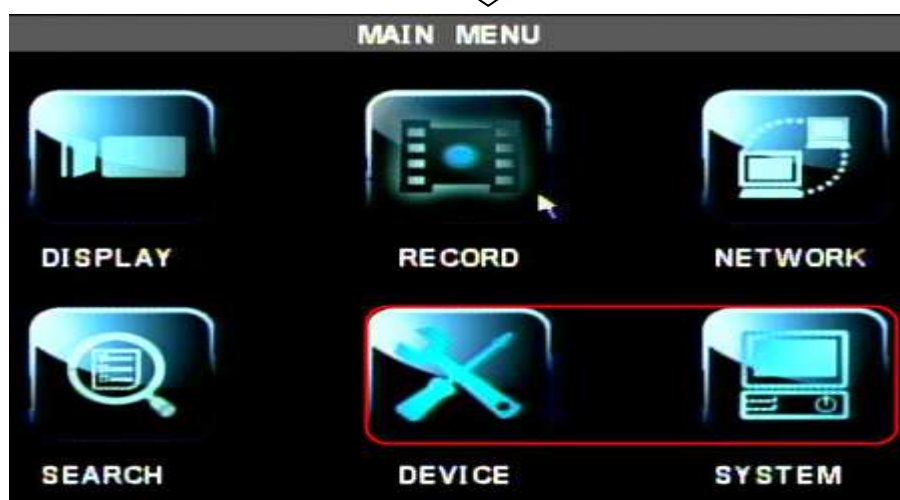 MAIN MENU
DISPLAY RECORD NETWORK
SEARCH DEVICE SYSTEM